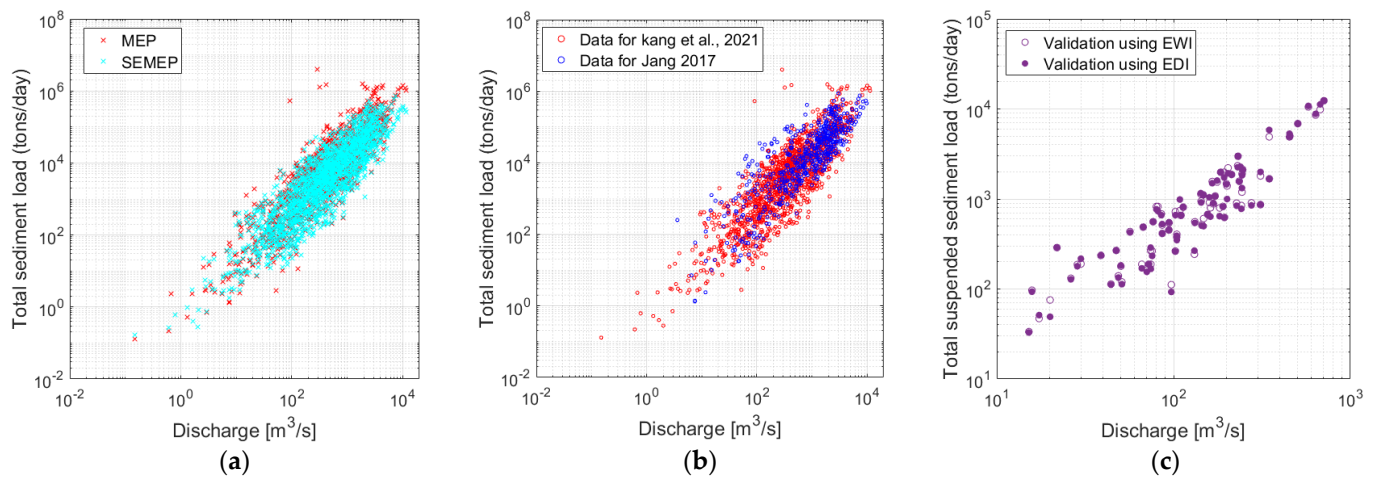 10^8
10^6
10^4
10^2
10^0
10^-2
Total sediment load (tons/day)
MEP
SEMEP
10^-2 10^0 10^2 10^4
Discharge [m^3/s]
(a)
10^8
10^6
10^4
10^2
10^0
10^-2
Total sediment load (tons/day)
Data for kang et al., 2021
Data for Jang 2017
10^-2 10^0 10^2 10^4
Discharge [m^3/s]
(b)
10^5
10^4
10^3
10^2
10^1
Total suspended sediment load (tons/day)
Validation using EWI
Validation using EDI
10^1 10^2 10^3
Discharge [m^3/s]
(c)